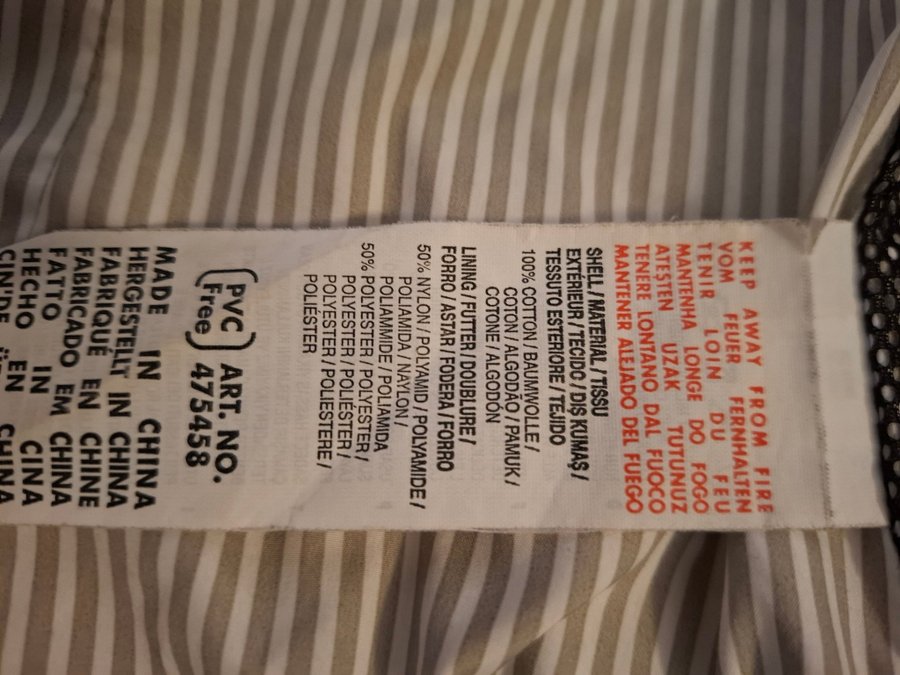 KEEP AWAY FROM FIRE
VOM FEUER FERNHALTEN
TENIR LOIN DU FEU
MANTENHA LONGE DO FOGO
ATEŞTEN UZAK TUTUNUZ
TENERE LONTANO DAL FUOCO
MANTENER ALEJADO DEL FUEGO
SHELL / MATERIAL / TISSU
EXTÉRIEUR / TECIDO / DIŞ KUMAŞ /
TESSUTO ESTERIORE / TEJIDO
100% COTTON / BAUMWOLLE /
COTON / ALGODÃO / PAMUK /
COTONE / ALGODÓN
LINING / FUTTER / DOUBLURE /
FORRO / ASTAR / FODERA / FORRO
50% NYLON / POLYAMID / POLYAMIDE /
POLIAMIDA / NAYLON /
POLIAMMIDE / POLIAMIDA
50% POLYESTER / POLYESTER /
POLYESTER / POLIÉSTER /
POLYESTER / POLIESTERE /
POLIÉSTER
PVC Free ART. NO.
475458
MADE IN CHINA
HERGESTELLT IN CHINA
FABRIQUÉ EN CHINE
FABRICADO EM CHINA
FATTO IN CINA
HECHO EN CHINA